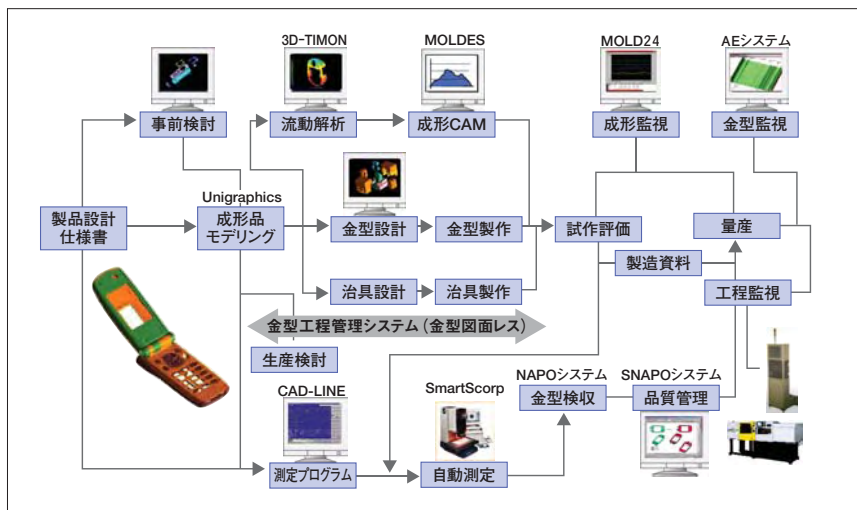 3D-TIMON
MOLDES
MOLD24
AEシステム
事前検討
流動解析
成形CAM
成形監視
金型監視
Unigraphics
製品設計
仕様書
成形品
モデリング
金型設計
金型製作
試作評価
量産
製造資料
治具設計
治具製作
工程監視
金型工程管理システム(金型図面レス)
生産検討
CAD-LINE
SmartScorp
NAPOシステム
SNAPOシステム
金型検収
品質管理
測定プログラム
自動測定